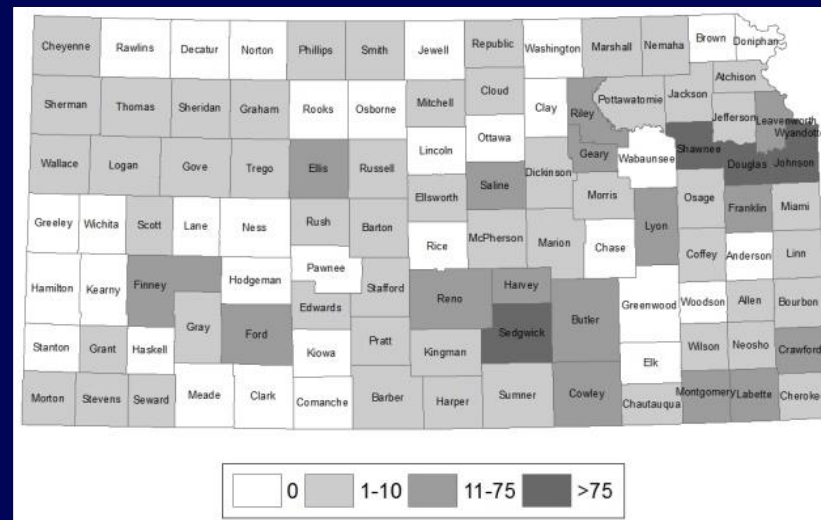 Cheyenne Rawlins Decatur Norton Phillips Smith Jewell Republic Washington Marshall Nemaha Brown Doniphan
Atchison
Sherman Thomas Sheridan Graham Rooks Osborne Mitchell Cloud Clay Riley Pottawatomie Jackson Jefferson Leavenworth
Wyandotte
Wallace Logan Gove Trego Ellis Russell Lincoln Ottawa Saline Dickinson Geary Wabaunsee Shawnee Douglas Johnson
Ellsworth Morris
Greeley Wichita Scott Lane Ness Rush Barton Rice McPherson Marion Chase Lyon Osage Franklin Miami
Hamilton Kearny Finney Hodgeman Pawnee Stafford Reno Harvey Butler Greenwood Coffey Anderson Linn
Edwards
Gray Ford Sedgwick Woodson Allen Bourbon
Stanton Grant Haskell Kiowa Pratt Kingman Elk Wilson Neosho Crawford
Morton Stevens Seward Meade Clark Comanche Barber Harper Sumner Cowley Chautauqua Montgomery Labette Cheroke
0 1-10 11-75 >75